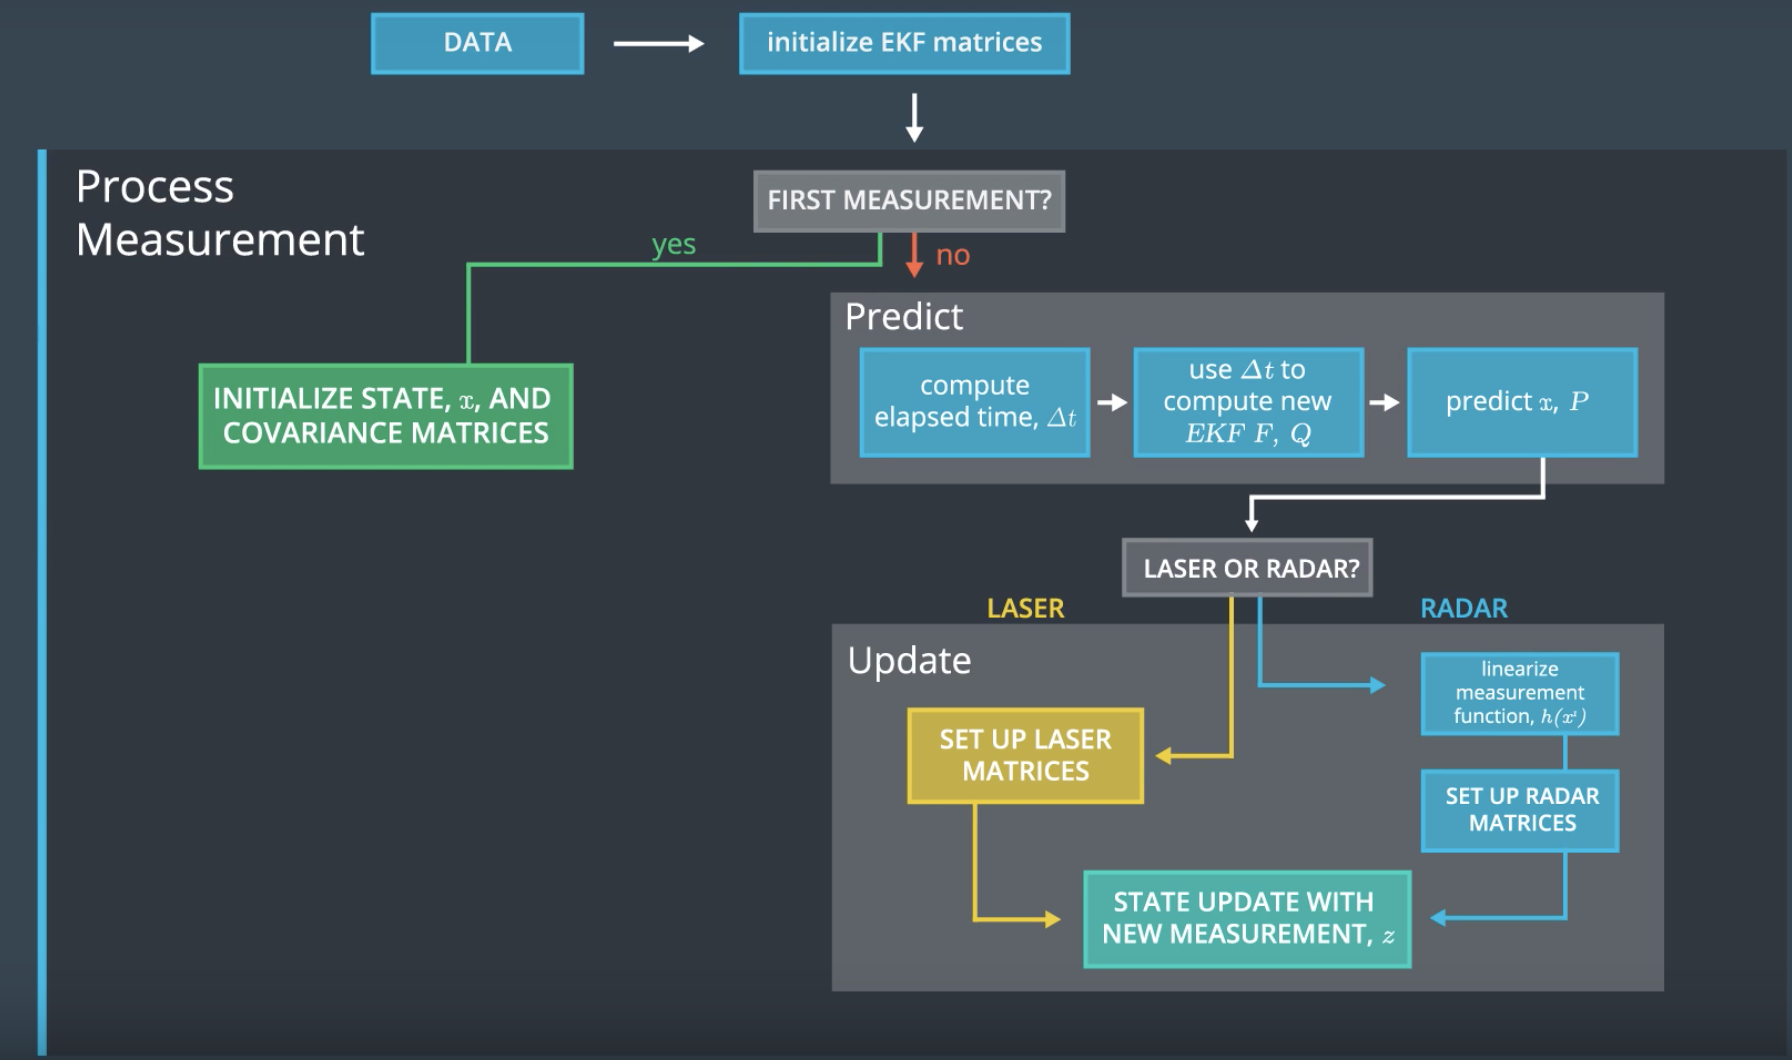 DATA
initialize EKF matrices
Process
Measurement
FIRST MEASUREMENT?
yes
no
INITIALIZE STATE, x, AND
COVARIANCE MATRICES
Predict
compute
elapsed time, Δt
use Δt to
compute new
EKF F, Q
predict x, P
LASER OR RADAR?
LASER
RADAR
Update
linearize
measurement
function, h(x')
SET UP LASER
MATRICES
SET UP RADAR
MATRICES
STATE UPDATE WITH
NEW MEASUREMENT, z